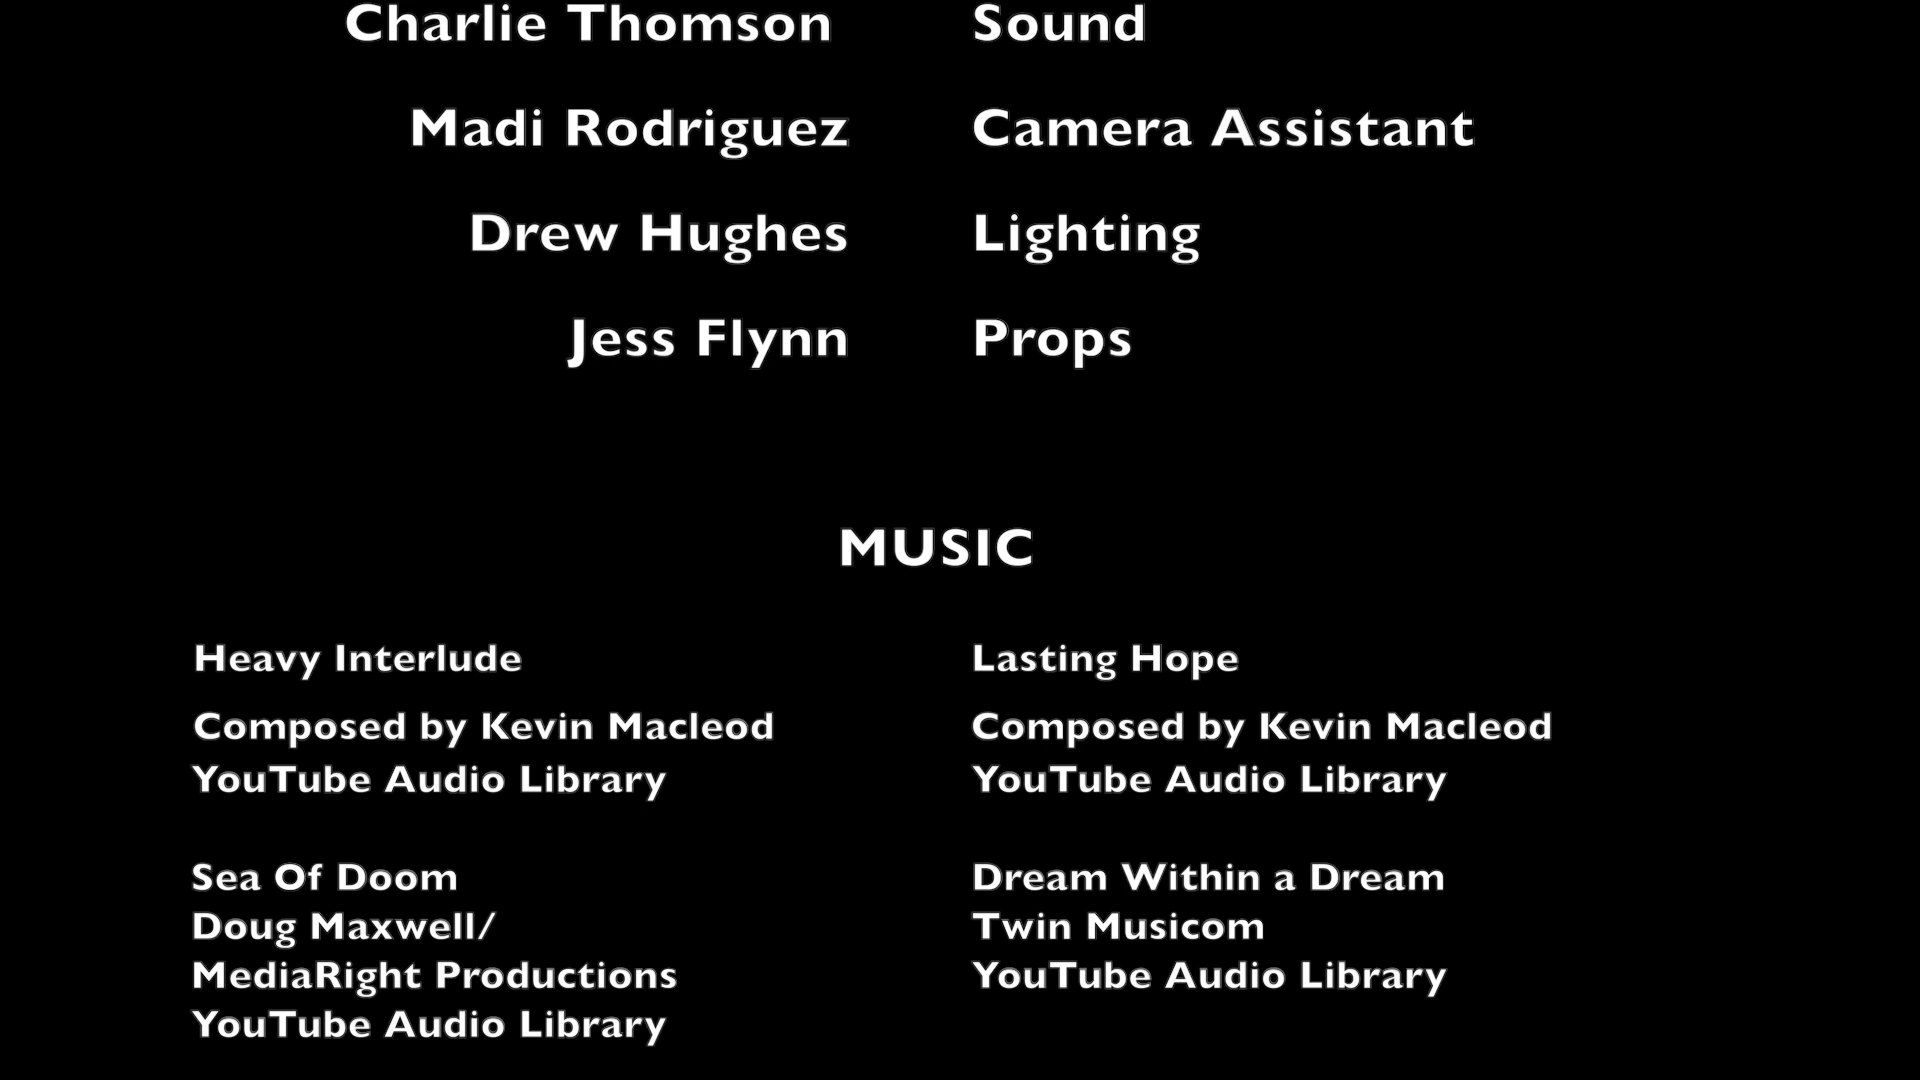 Charlie Thomson Sound
Madi Rodriguez Camera Assistant
Drew Hughes Lighting
Jess Flynn Props
MUSIC
Heavy Interlude
Composed by Kevin Macleod
YouTube Audio Library
Lasting Hope
Composed by Kevin Macleod
YouTube Audio Library
Sea Of Doom
Doug Maxwell/
MediaRight Productions
YouTube Audio Library
Dream Within a Dream
Twin Musicom
YouTube Audio Library